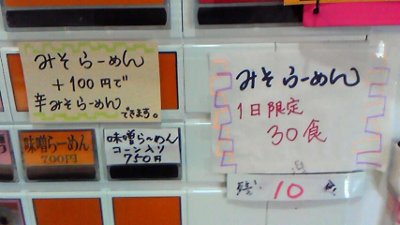 みそらーめん
+100円で
辛みそらーめん
できます。
みそらーめん
1日限定
30食
残り 10 食
味噌らーめん
700円
味噌らーめん
コーン入り
750円